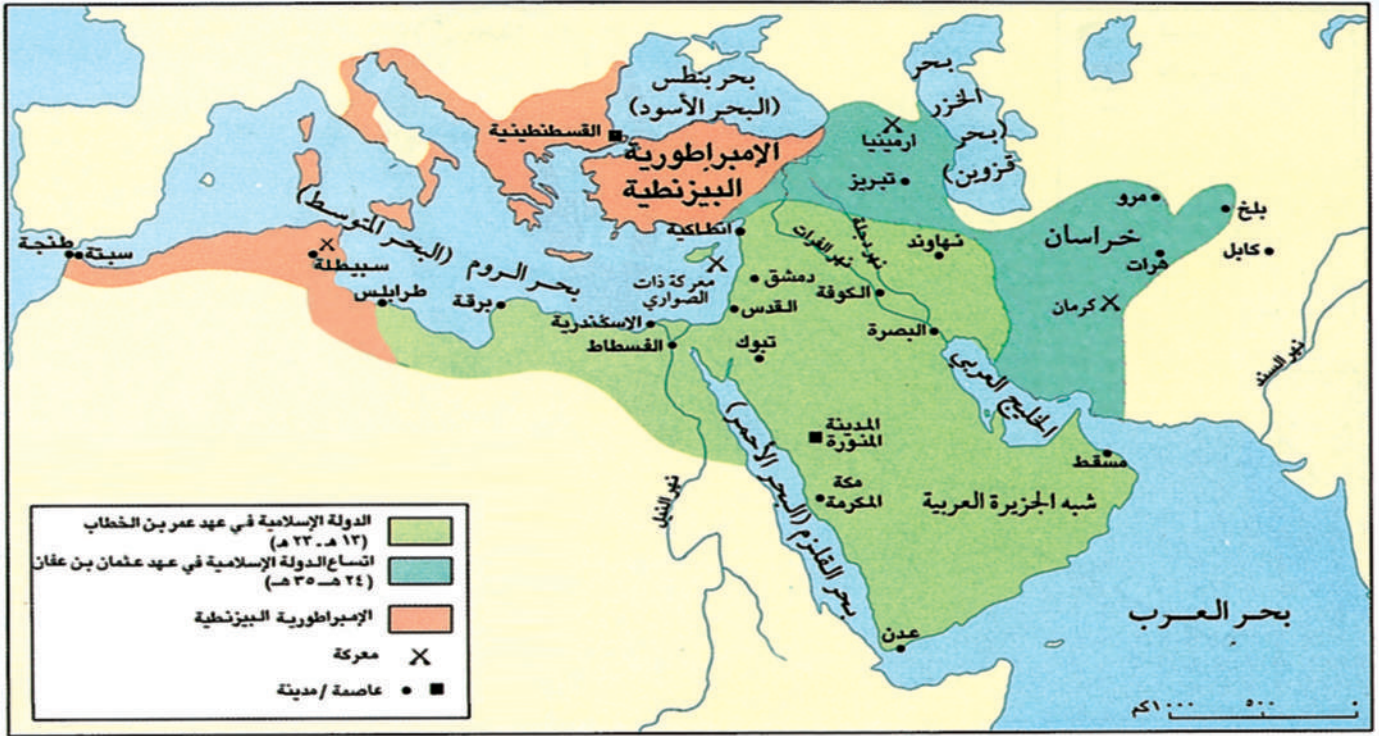 بحر بنطس
(البحر الأسود)
بحر
الخزر
(بحر
قزوين)
القسطنطينية
الإمبراطورية
البيزنطية
ارمينيا
تبريز
مرو
بلخ
خراسان
كابل
هرات
كرمان
نهاوند
نهر دجلة
نهر الفرات
انطاكية
طنجة
سبتة
سبيطلة
بحر الروم (البحر المتوسط)
معركة ذات
الصواري
دمشق
الكوفة
القدس
البصرة
طرابلس
برقة
الاسكندرية
الفسطاط
تبوك
نهر السند
الخليج العربي
المدينة
المنورة
مكة
المكرمة
مسقط
شبه الجزيرة العربية
نهر النيل
بحر القلزم (البحر الأحمر)
عدن
بحر العرب
الدولة الإسلامية في عهد عمر بن الخطاب
(١٣ هـ - ٢٣ هـ)
اتساع الدولة الإسلامية في عهد عثمان بن عفان
(٢٤ هـ - ٣٥ هـ)
الإمبراطورية البيزنطية
معركة
عاصمة / مدينة
٠ ٥٠٠ ١٠٠٠ كم